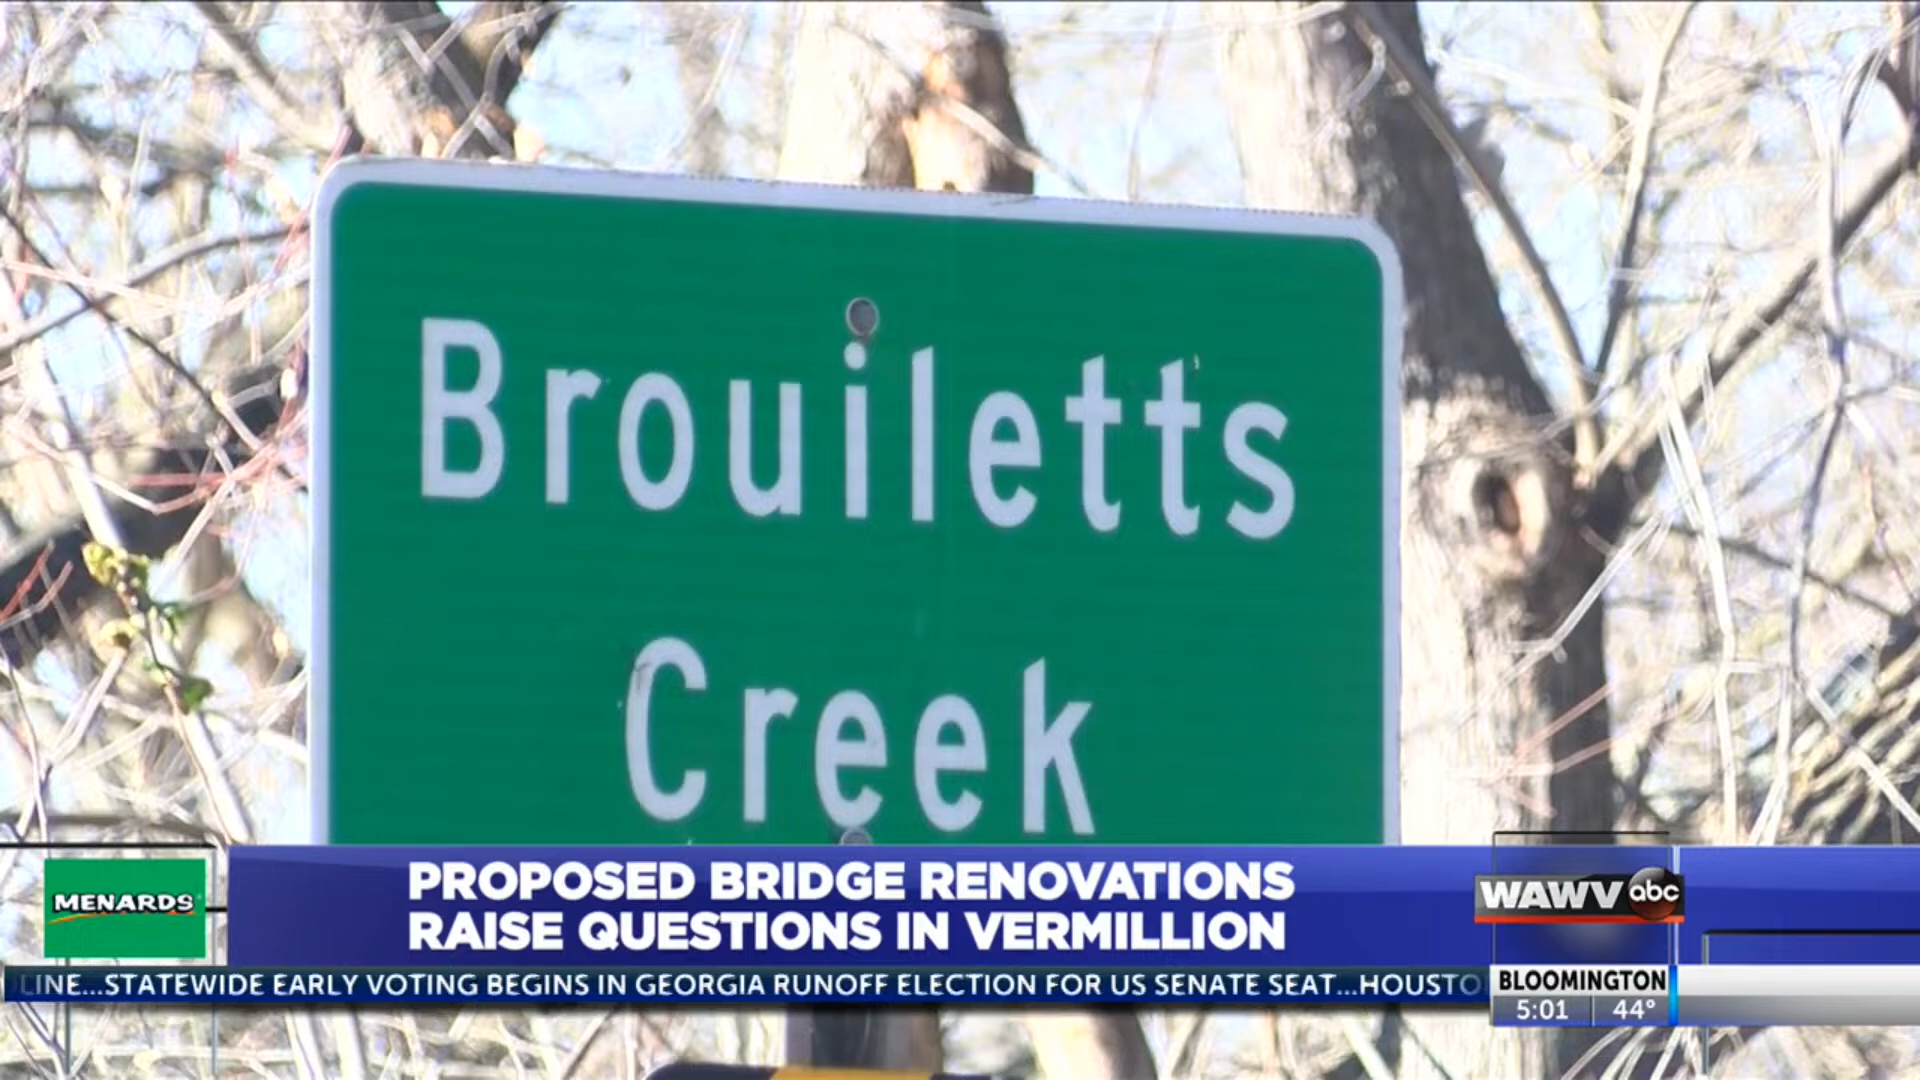 Brouiletts
Creek
PROPOSED BRIDGE RENOVATIONS
RAISE QUESTIONS IN VERMILLION
MENARDS
WAWV abc
LINE...STATEWIDE EARLY VOTING BEGINS IN GEORGIA RUNOFF ELECTION FOR US SENATE SEAT...HOUSTO
BLOOMINGTON
5:01 44°